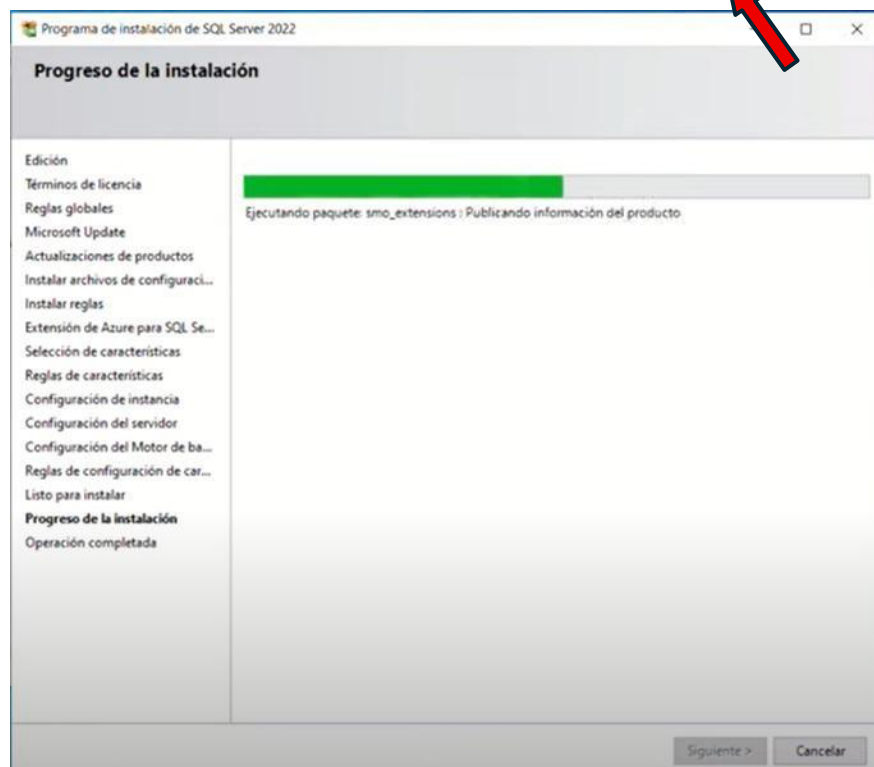 Programa de instalación de SQL Server 2022
Progreso de la instalación
Edición
Términos de licencia
Reglas globales
Microsoft Update
Actualizaciones de productos
Instalar archivos de configuraci...
Instalar reglas
Extensión de Azure para SQL Se...
Selección de características
Reglas de características
Configuración de instancia
Configuración del servidor
Configuración del Motor de ba...
Reglas de configuración de car...
Listo para instalar
Progreso de la instalación
Operación completada
Ejecutando paquete: smo_extensions : Publicando información del producto
Siguiente > Cancelar